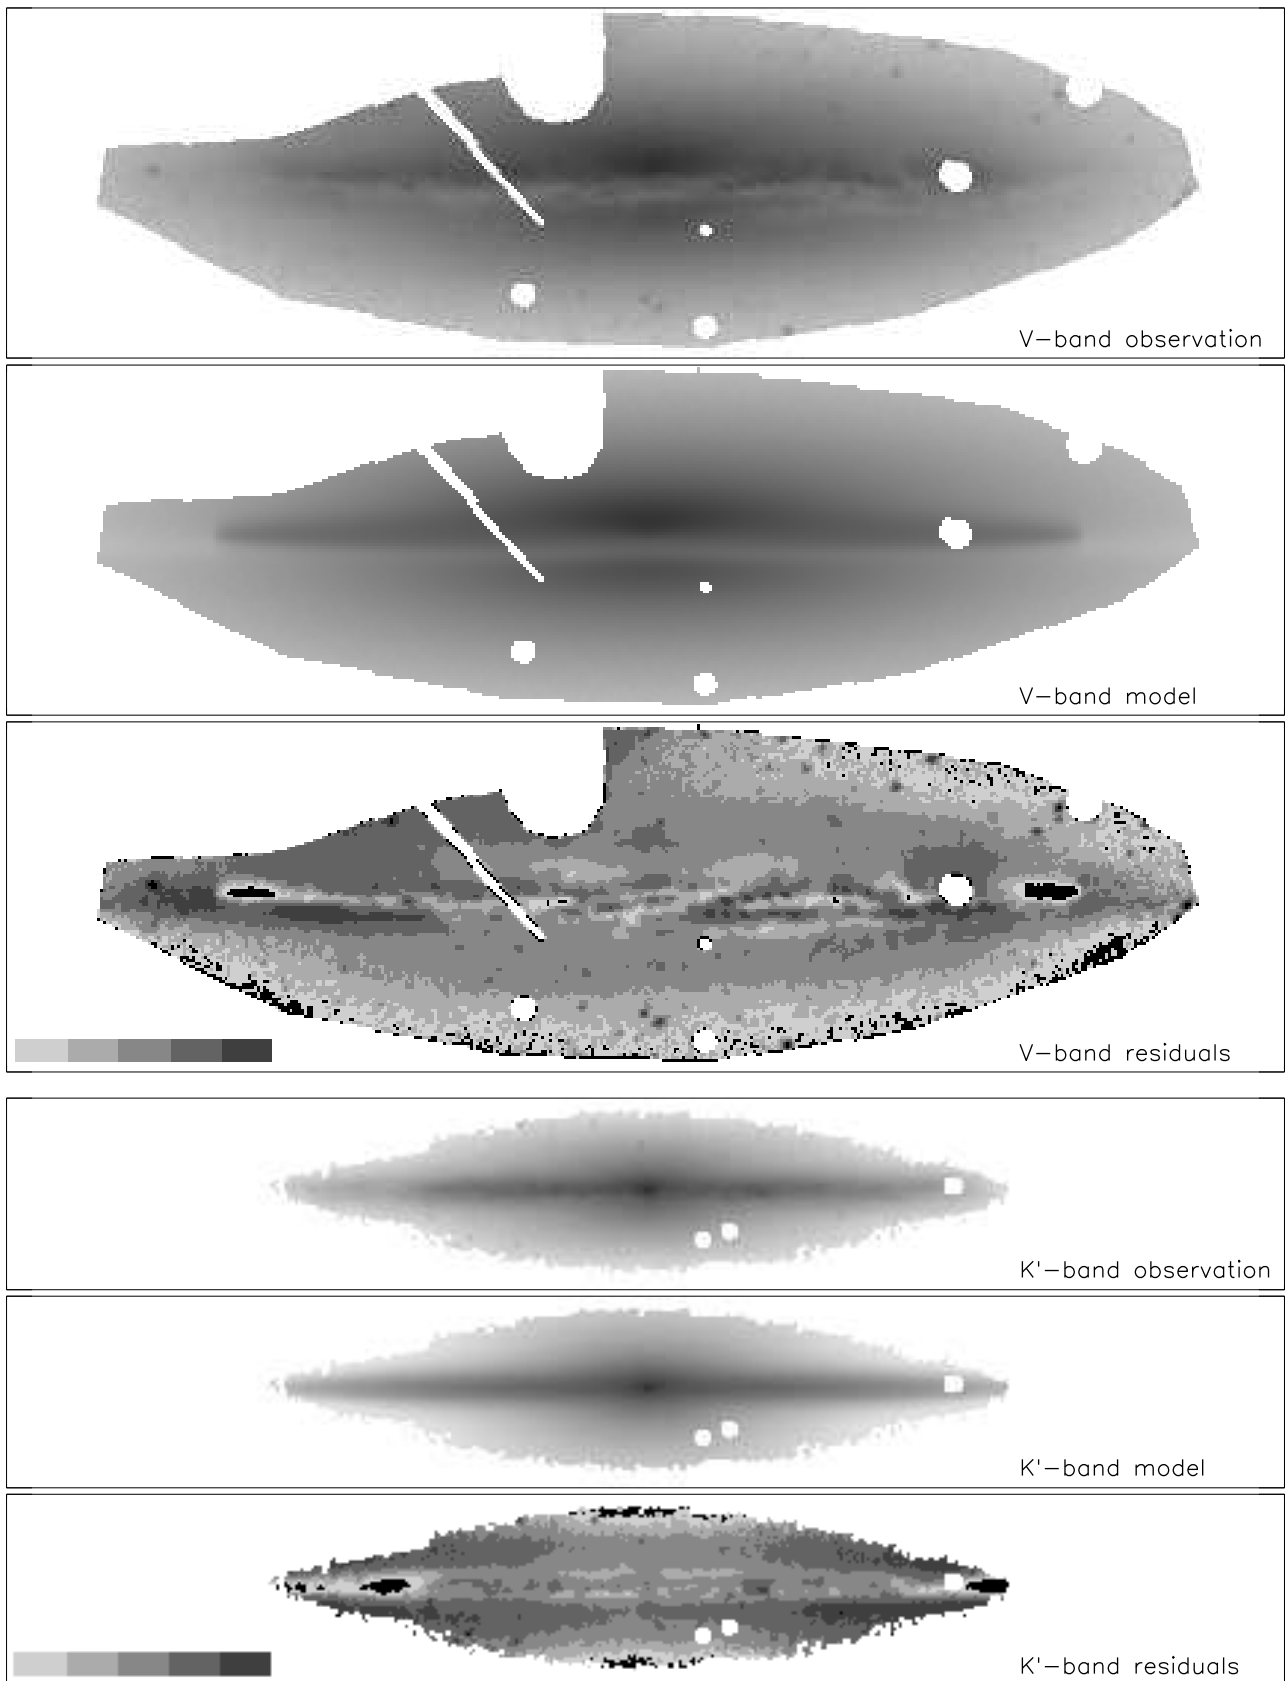 V-band observation
V-band model
V-band residuals
K'-band observation
K'-band model
K'-band residuals